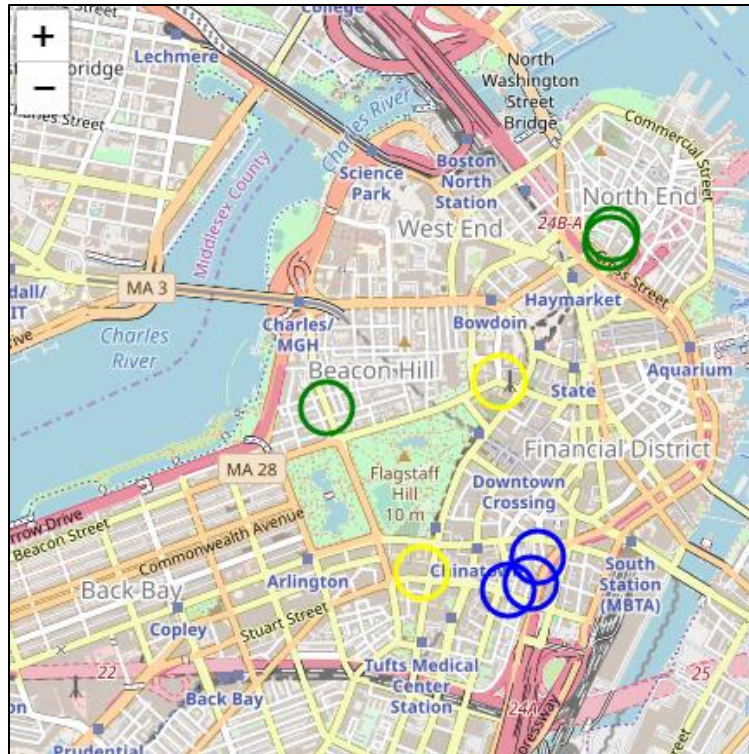 +
−
College
Lechmere
Charles River
Science
Park
Boston
North
Station
North
Washington
Street
Bridge
Commercial Street
North End
24B-A
West End
Middlesex County
MA 3
Charles
River
Charles/
MGH
Bowdoin
Haymarket
Cross Street
Aquarium
State
Beacon Hill
Financial District
MA 28
Flagstaff
Hill
10 m
Downtown
Crossing
Beacon Street
Commonwealth Avenue
Back Bay
Arlington
Copley
Stuart Street
South
Station
(MBTA)
Tufts Medical
Center
Station
22
Back Bay
24A
25
Prudential